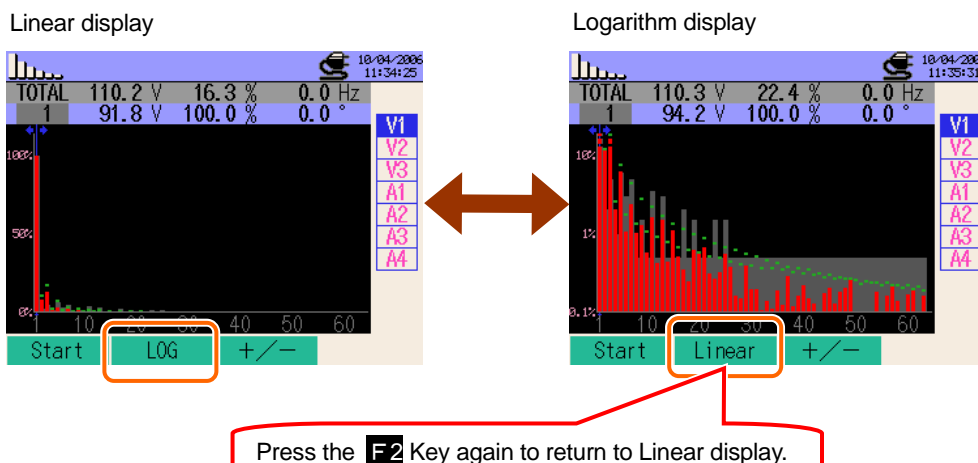 Linear display
10/04/2006
11:34:25
TOTAL 110.2 V 16.3 % 0.0 Hz
1 91.8 V 100.0 % 0.0 °
V1
V2
V3
A1
A2
A3
A4
100%
50%
0%
1 10 20 30 40 50 60
Start LOG +/−
Logarithm display
10/04/200
11:35:31
TOTAL 110.3 V 22.4 % 0.0 Hz
1 94.2 V 100.0 % 0.0 °
V1
V2
V3
A1
A2
A3
A4
10%
1%
0.1%
1 10 20 30 40 50 60
Start Linear +/−
Press the F2 Key again to return to Linear display.